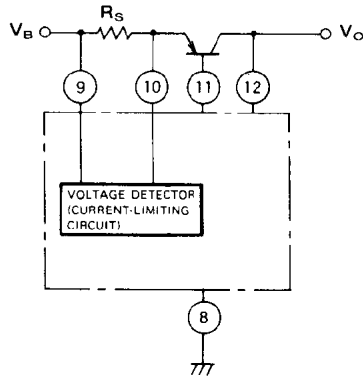 V_B R_S V_O
9 10 11 12
VOLTAGE DETECTOR
(CURRENT-LIMITING
CIRCUIT)
8